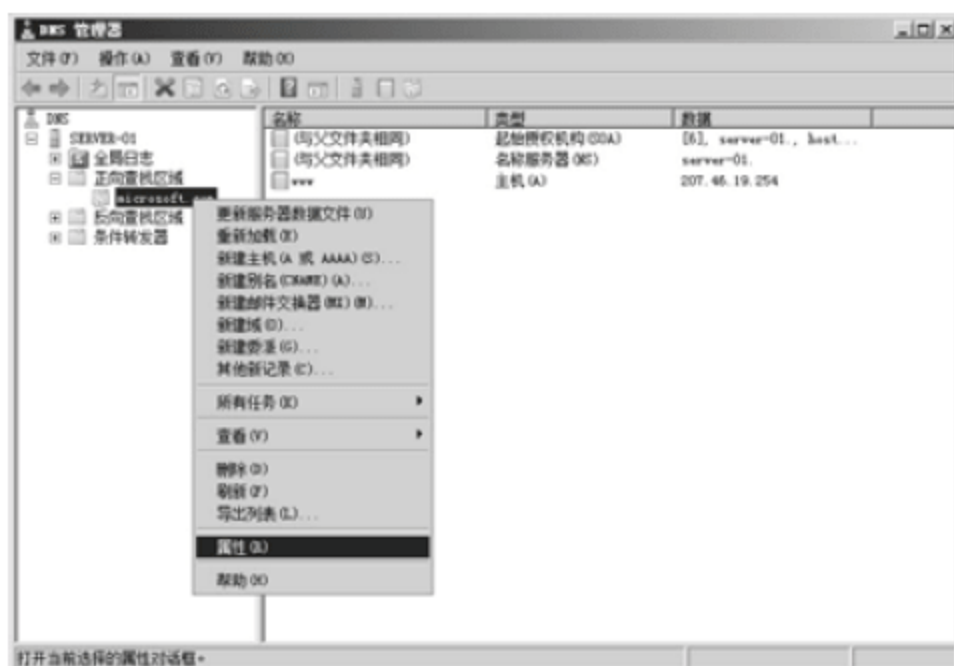 DNS 管理器
文件(F) 操作(A) 查看(V) 帮助(H)
DNS
SERVER-01
全局日志
正向查找区域
microsoft.
反向查找区域
条件转发器
名称 类型 数据
(与父文件夹相同) 起始授权机构(SOA) [6], server-01., host...
(与父文件夹相同) 名称服务器(NS) server-01.
www 主机(A) 207.46.19.254
更新服务器数据文件(U)
重新加载(E)
新建主机(A 或 AAAA)(S)...
新建别名(CNAME)(A)...
新建邮件交换器(MX)(M)...
新建域(O)...
新建委派(G)...
其他新记录(C)...
所有任务(K)
查看(V)
删除(D)
刷新(F)
导出列表(L)...
属性(R)
帮助(H)
打开当前选择的属性对话框。